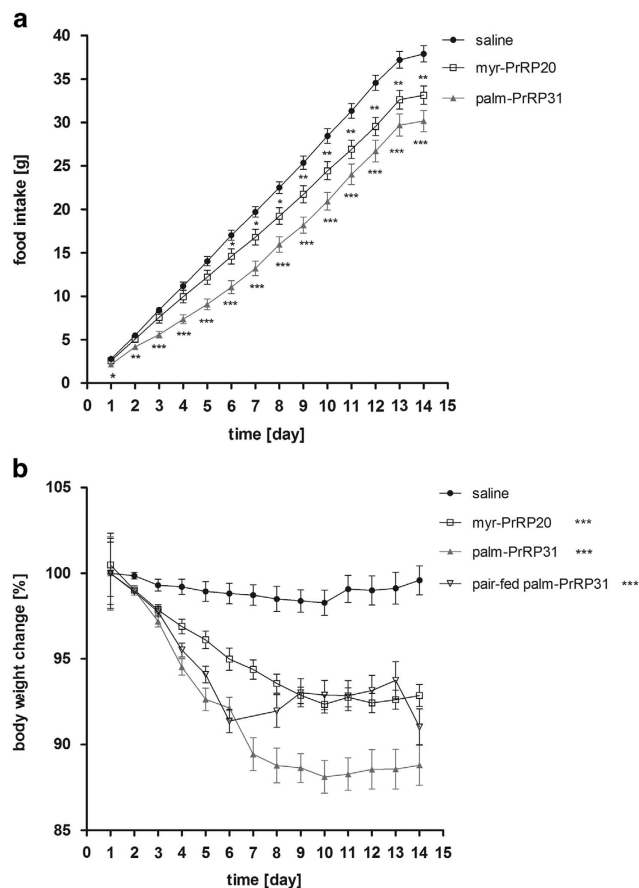 a
40
35
30
25
20
15
10
5
0
food intake [g]
0 1 2 3 4 5 6 7 8 9 10 11 12 13 14 15
time [day]
saline
myr-PrRP20
palm-PrRP31
* * * ** ** ** ** ** **
* ** *** *** *** *** *** *** *** *** *** *** *** ***
b
105
100
95
90
85
body weight change [%]
0 1 2 3 4 5 6 7 8 9 10 11 12 13 14 15
time [day]
saline
myr-PrRP20 ***
palm-PrRP31 ***
pair-fed palm-PrRP31 ***